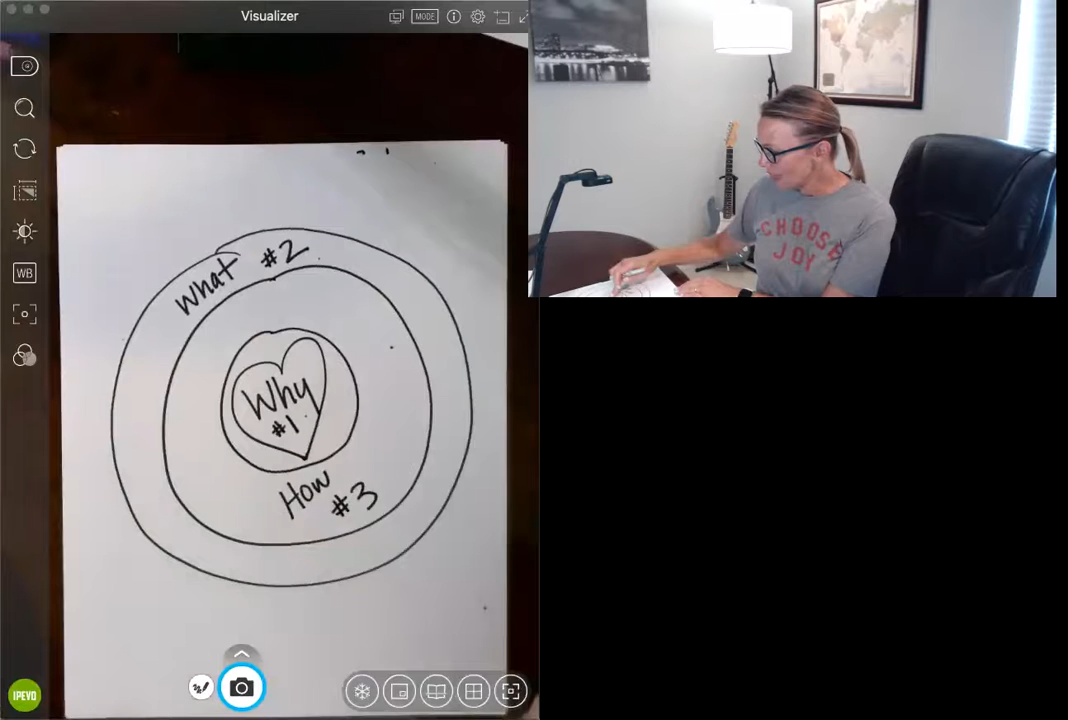 Visualizer
MODE
WB
What #2
Why
#1
How
#3
CHOOSE
JOY
IPEVO